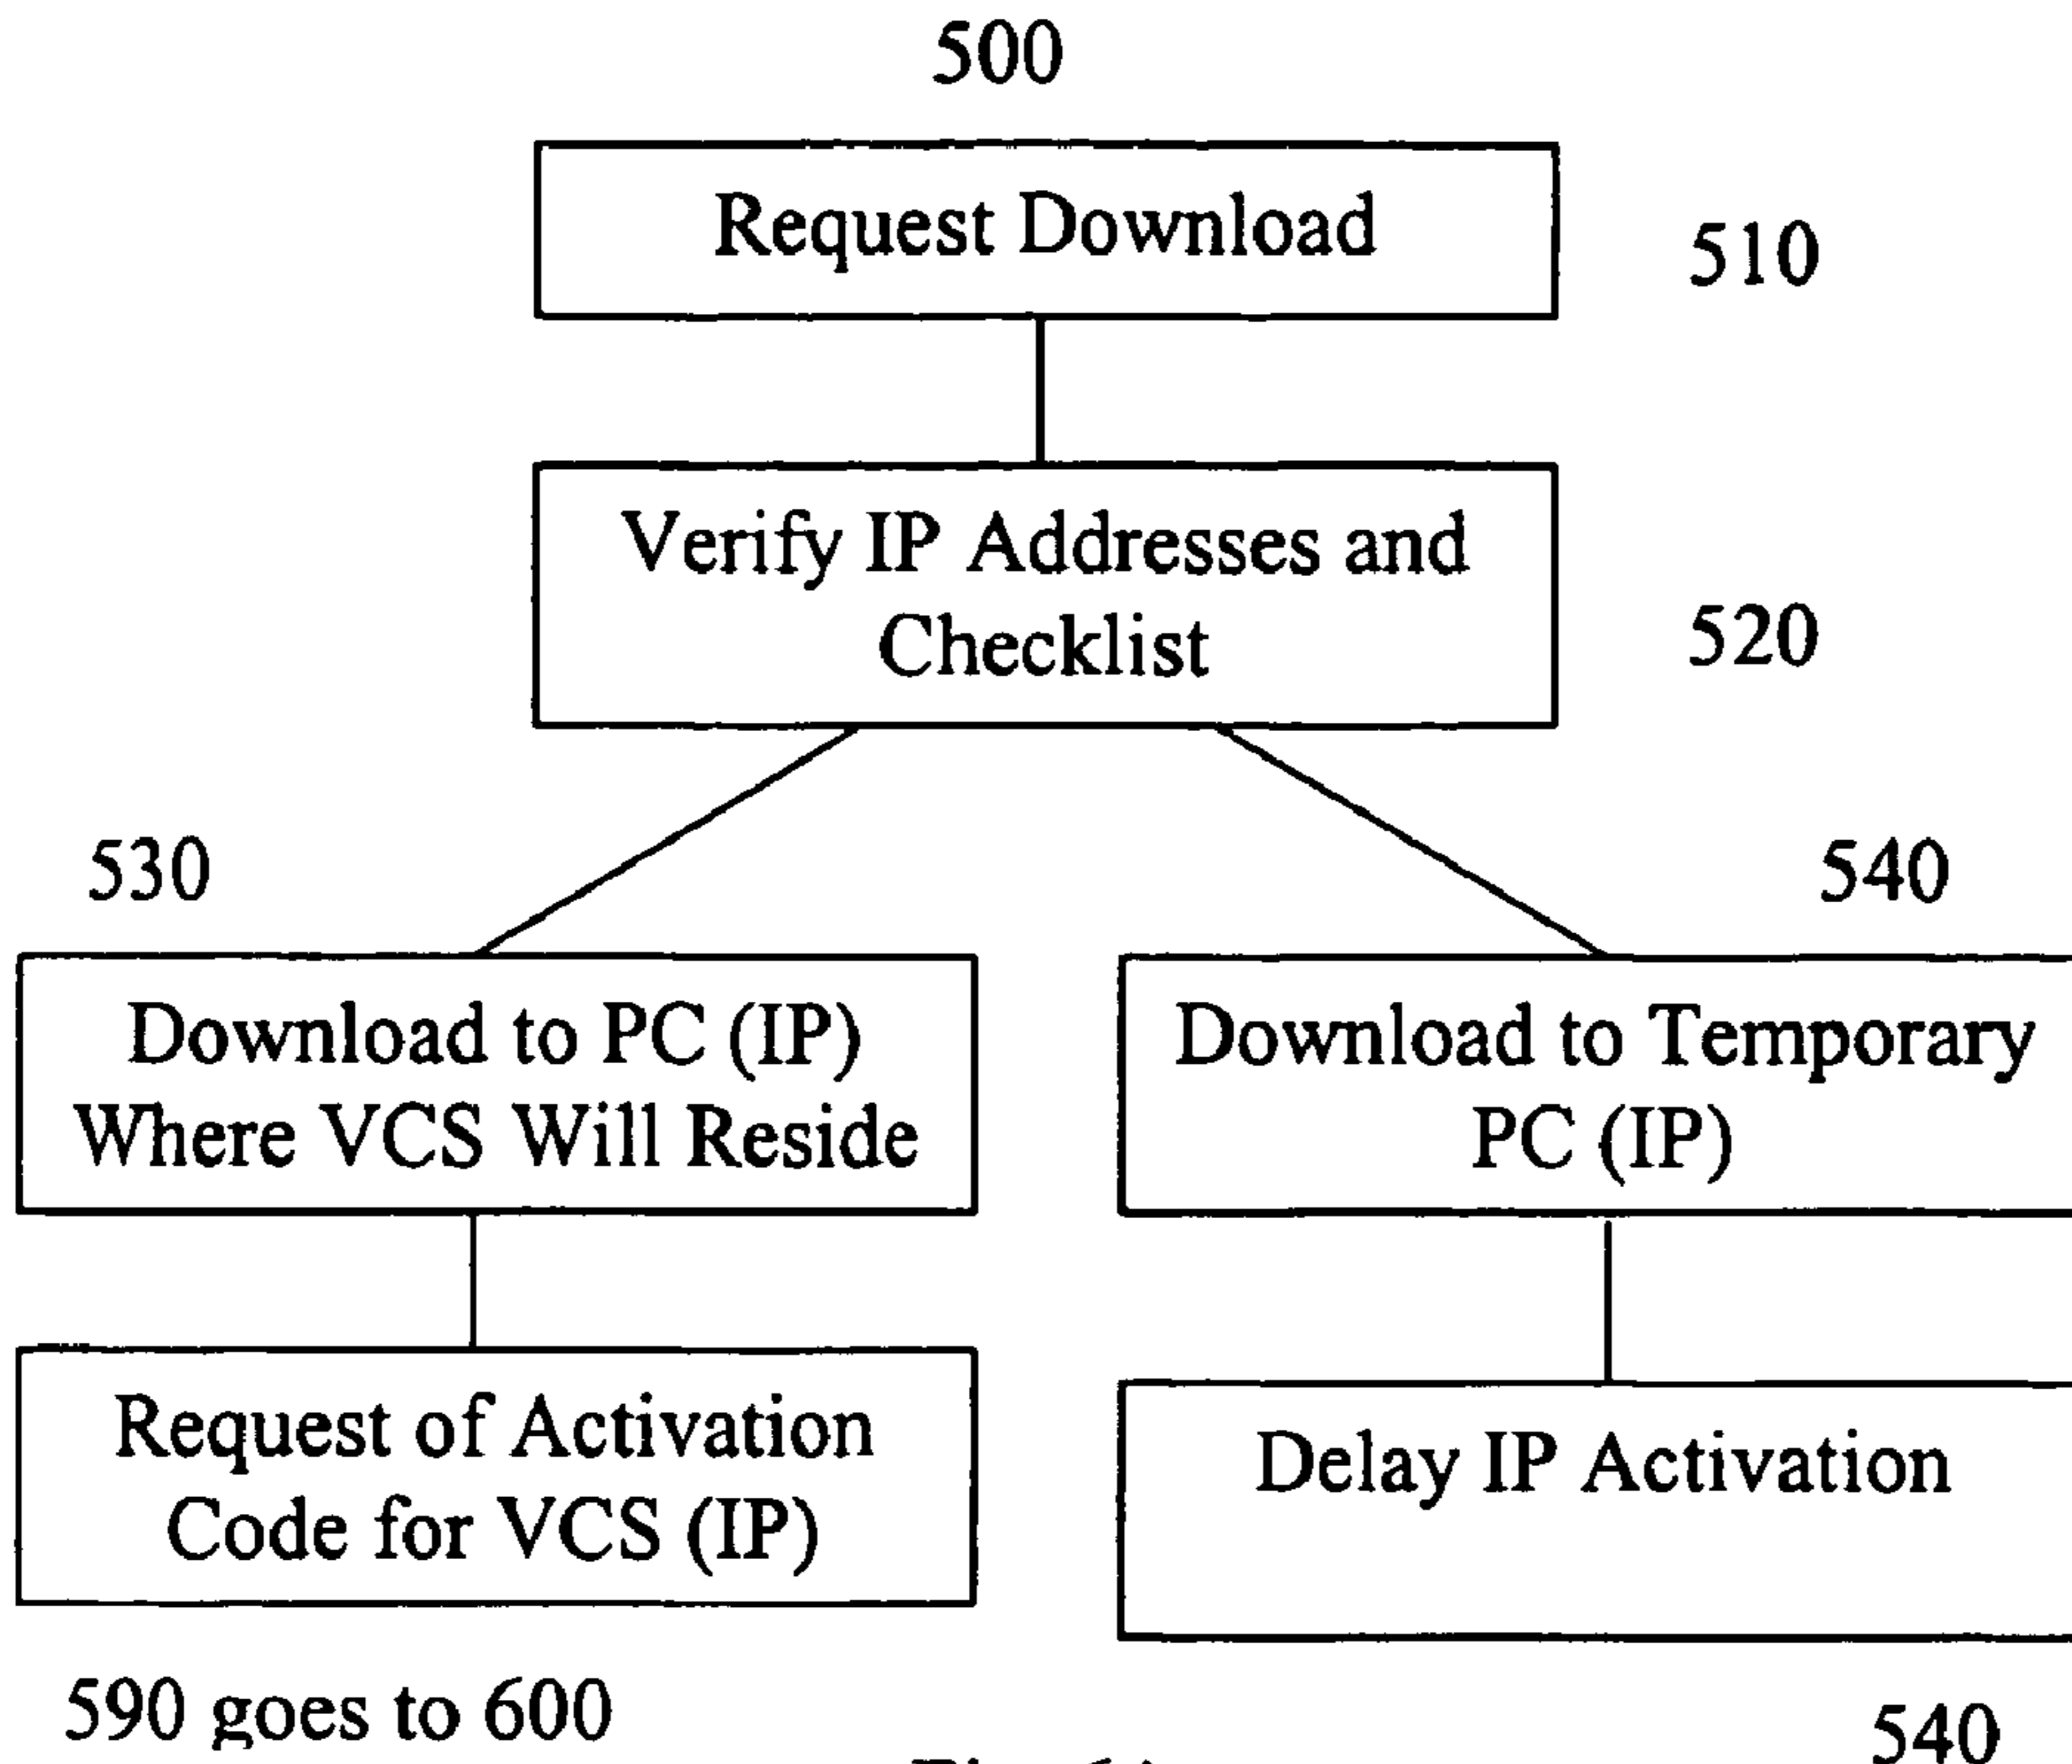 500
Request Download
510
Verify IP Addresses and
Checklist
520
530
540
Download to PC (IP)
Where VCS Will Reside
Download to Temporary
PC (IP)
Request of Activation
Code for VCS (IP)
Delay IP Activation
590 goes to 600
540